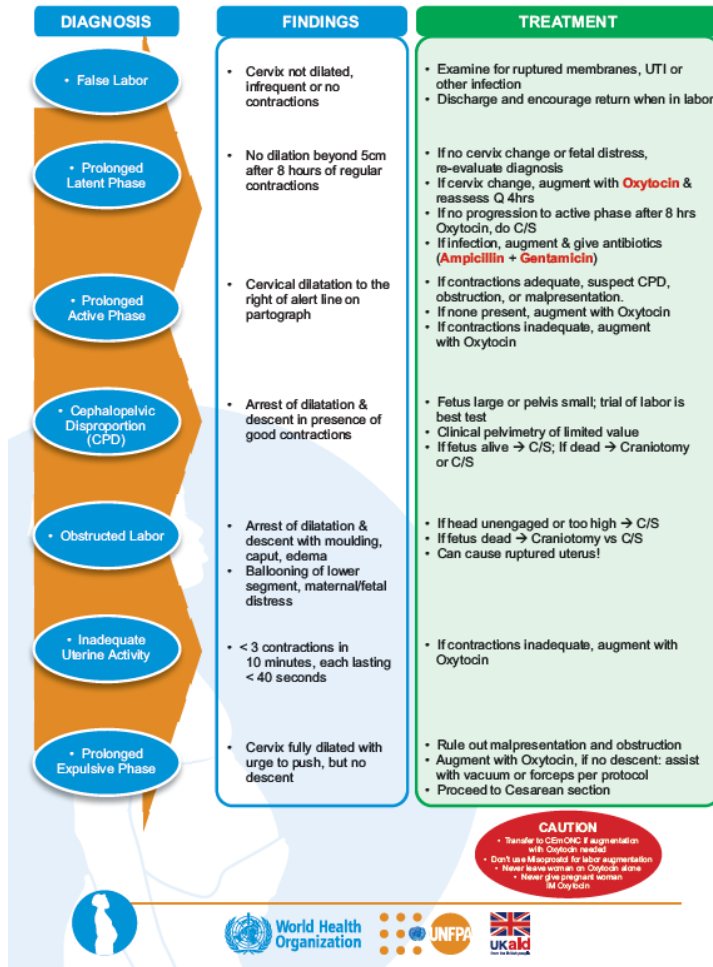 DIAGNOSIS
FINDINGS
TREATMENT
• False Labor
• Cervix not dilated,
infrequent or no
contractions
• Examine for ruptured membranes, UTI or
other infection
• Discharge and encourage return when in labor
• Prolonged
Latent Phase
• No dilation beyond 5cm
after 8 hours of regular
contractions
• If no cervix change or fetal distress,
re-evaluate diagnosis
• If cervix change, augment with Oxytocin &
reassess Q 4hrs
• If no progression to active phase after 8 hrs
Oxytocin, do C/S
• If infection, augment & give antibiotics
(Ampicillin + Gentamicin)
• Prolonged
Active Phase
• Cervical dilatation to the
right of alert line on
partograph
• If contractions adequate, suspect CPD,
obstruction, or malpresentation.
• If none present, augment with Oxytocin
• If contractions inadequate, augment
with Oxytocin
• Cephalopelvic
Disproportion
(CPD)
• Arrest of dilatation &
descent in presence of
good contractions
• Fetus large or pelvis small; trial of labor is
best test
• Clinical pelvimetry of limited value
• If fetus alive → C/S; If dead → Craniotomy
or C/S
• Obstructed Labor
• Arrest of dilatation &
descent with moulding,
caput, edema
• Ballooning of lower
segment, maternal/fetal
distress
• If head unengaged or too high → C/S
• If fetus dead → Craniotomy vs C/S
• Can cause ruptured uterus!
• Inadequate
Uterine Activity
• < 3 contractions in
10 minutes, each lasting
< 40 seconds
• If contractions inadequate, augment with
Oxytocin
• Prolonged
Expulsive Phase
• Cervix fully dilated with
urge to push, but no
descent
• Rule out malpresentation and obstruction
• Augment with Oxytocin, if no descent: assist
with vacuum or forceps per protocol
• Proceed to Cesarean section
CAUTION
• Transfer to CEmONC if augmentation
with Oxytocin needed
• Don't use Misoprostol for labor augmentation
• Never leave woman on Oxytocin alone
• Never give pregnant woman
IM Oxytocin
World Health
Organization
UNFPA
UKaid
from the British people